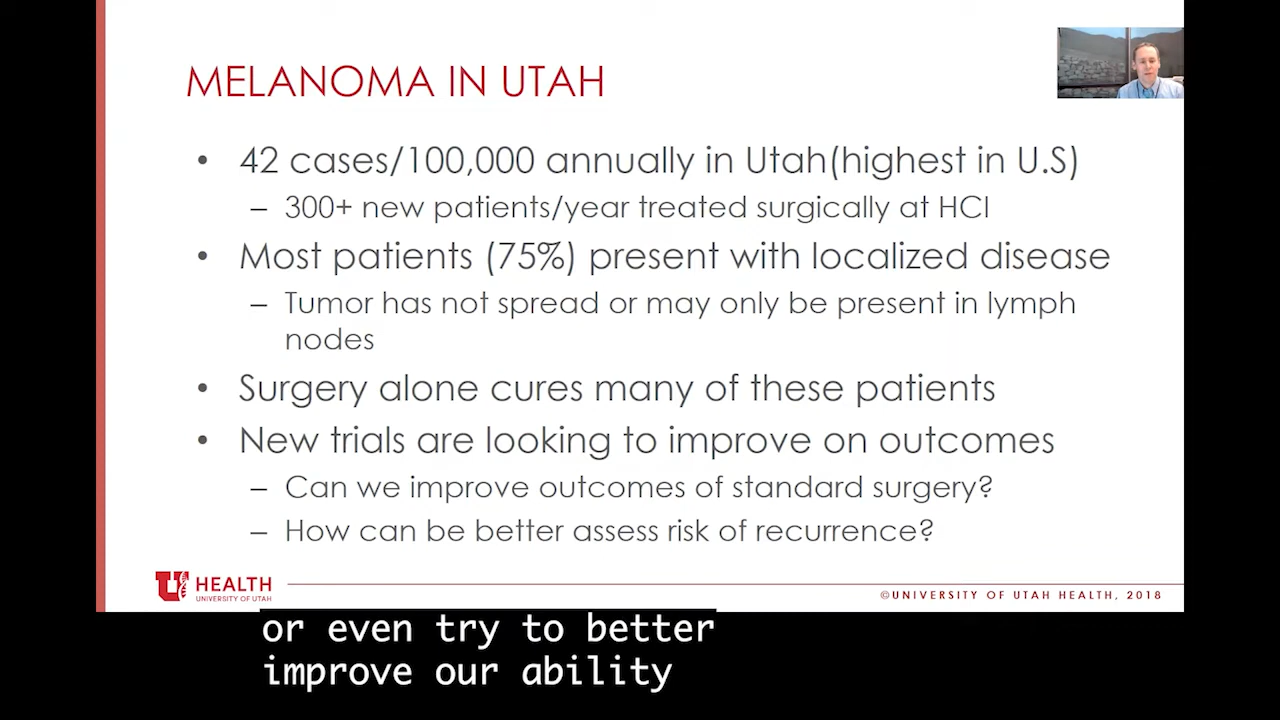 MELANOMA IN UTAH
• 42 cases/100,000 annually in Utah(highest in U.S)
– 300+ new patients/year treated surgically at HCI
• Most patients (75%) present with localized disease
– Tumor has not spread or may only be present in lymph
nodes
• Surgery alone cures many of these patients
• New trials are looking to improve on outcomes
– Can we improve outcomes of standard surgery?
– How can be better assess risk of recurrence?
U HEALTH
UNIVERSITY OF UTAH
©UNIVERSITY OF UTAH HEALTH, 2018
or even try to better
improve our ability